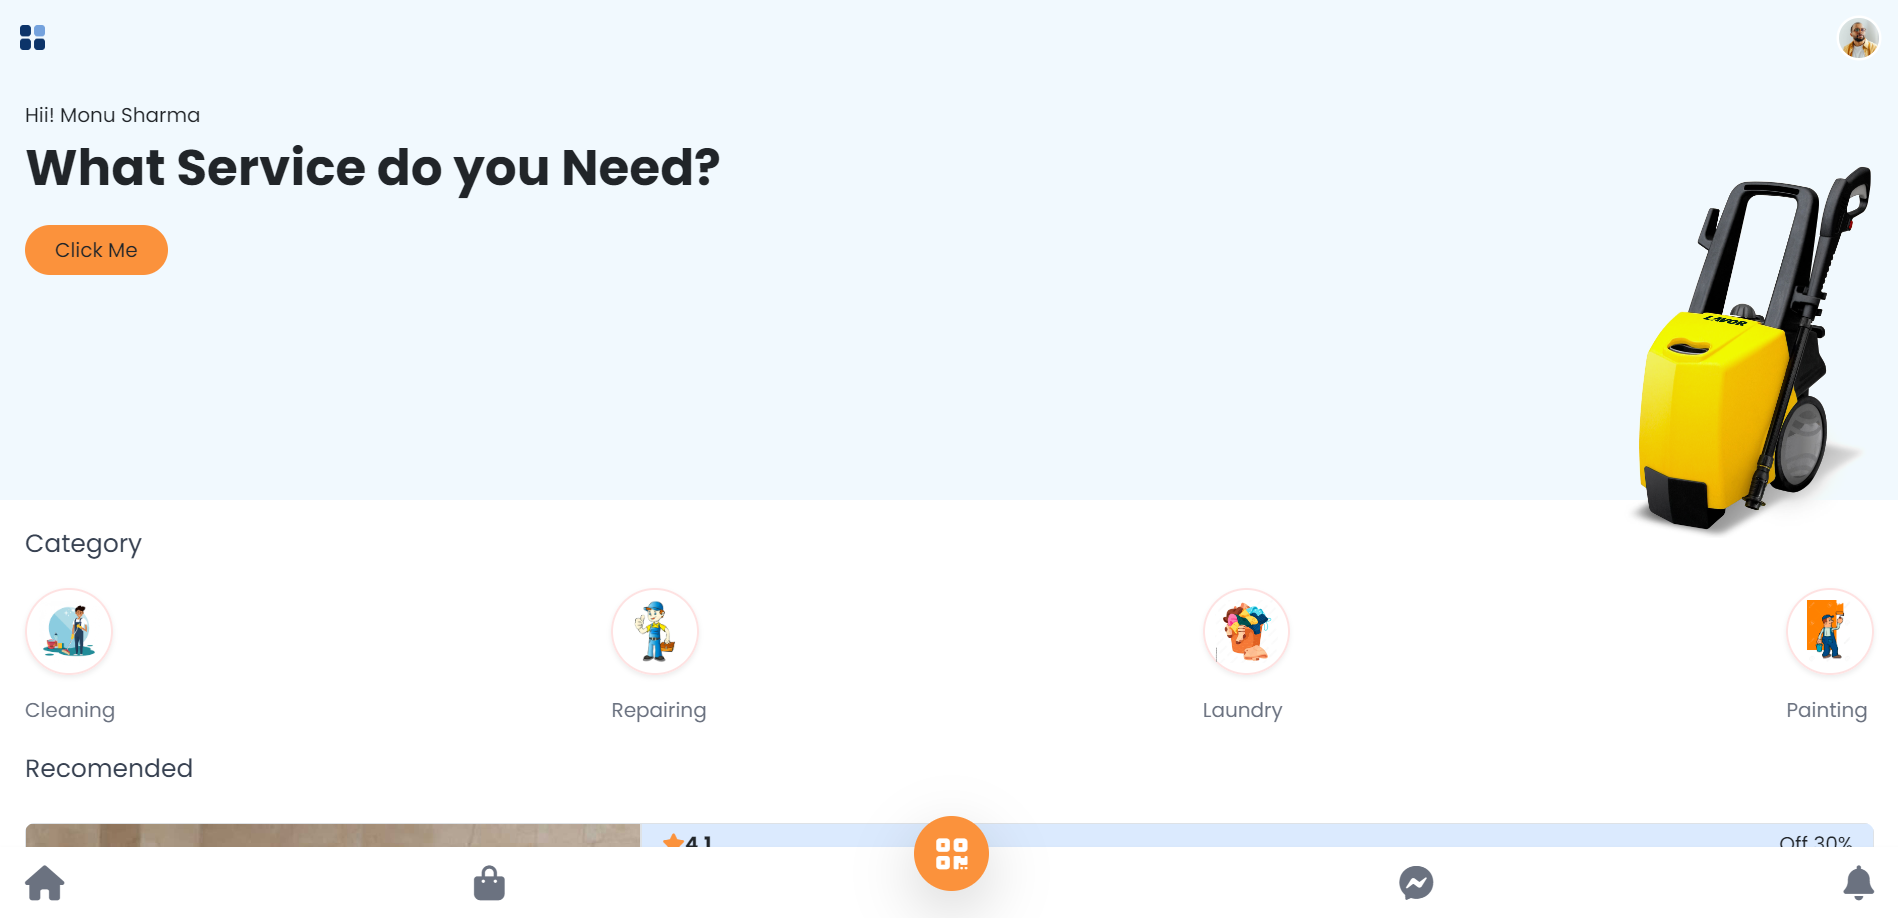 Hii! Monu Sharma
What Service do you Need?
Click Me
LAVOR
Category
Cleaning
Repairing
Laundry
Painting
Recomended
4.1
Off 30%